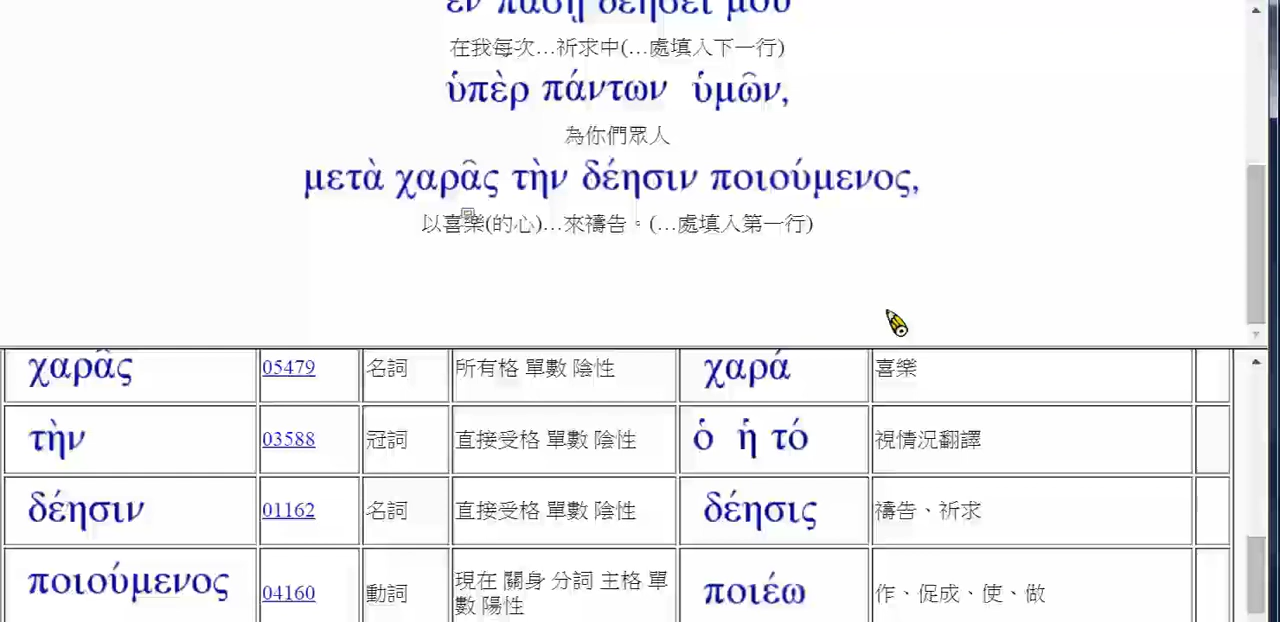 ἐν πάσῃ δεήσει μου
在我每次…祈求中(…處填入下一行)
ὑπὲρ πάντων ὑμῶν,
為你們眾人
μετὰ χαρᾶς τὴν δέησιν ποιούμενος,
以喜樂(的心)…來禱告。(…處填入第一行)
χαρᾶς 05479 名詞 所有格 單數 陰性 χαρά 喜樂
τὴν 03588 冠詞 直接受格 單數 陰性 ὁ ἡ τό 視情況翻譯
δέησιν 01162 名詞 直接受格 單數 陰性 δέησις 禱告、祈求
ποιούμενος 04160 動詞 現在 關身 分詞 主格 單 ποιέω 作、促成、使、做
數 陽性